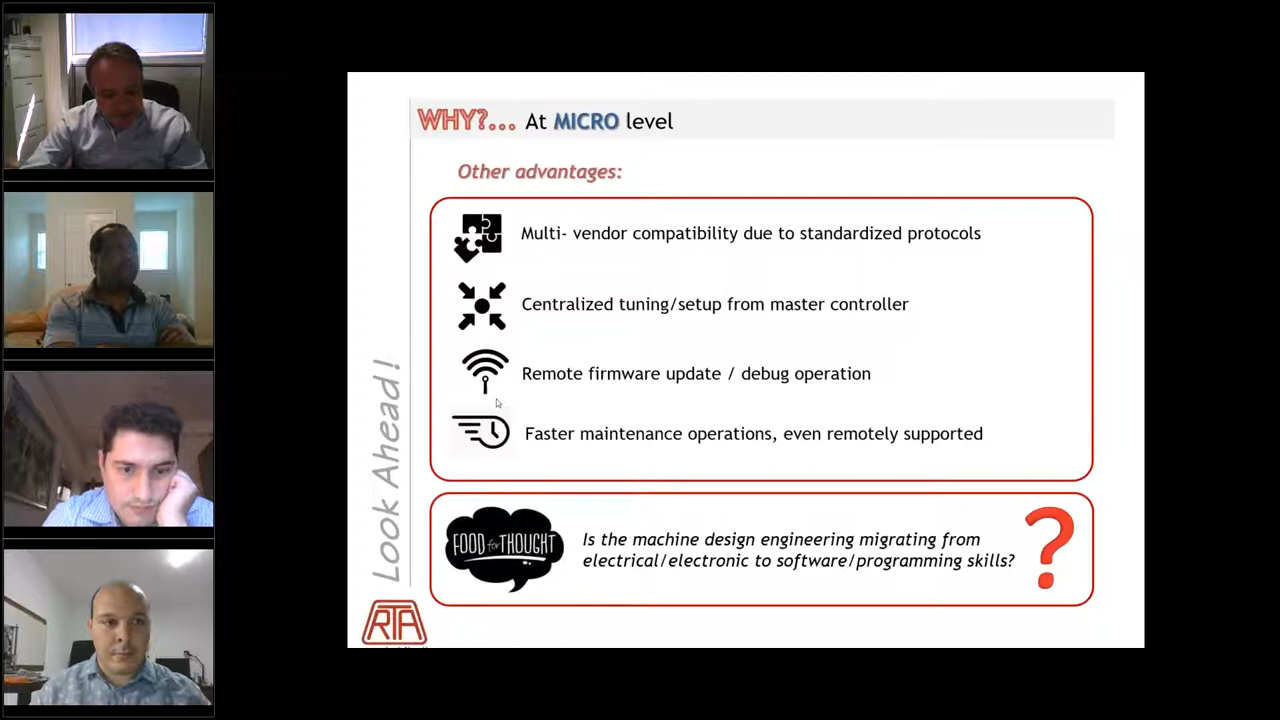 WHY?... At MICRO level
Other advantages:
Multi- vendor compatibility due to standardized protocols
Centralized tuning/setup from master controller
Remote firmware update / debug operation
Faster maintenance operations, even remotely supported
Look Ahead!
FOOD for THOUGHT
Is the machine design engineering migrating from
electrical/electronic to software/programming skills?
?
RTA